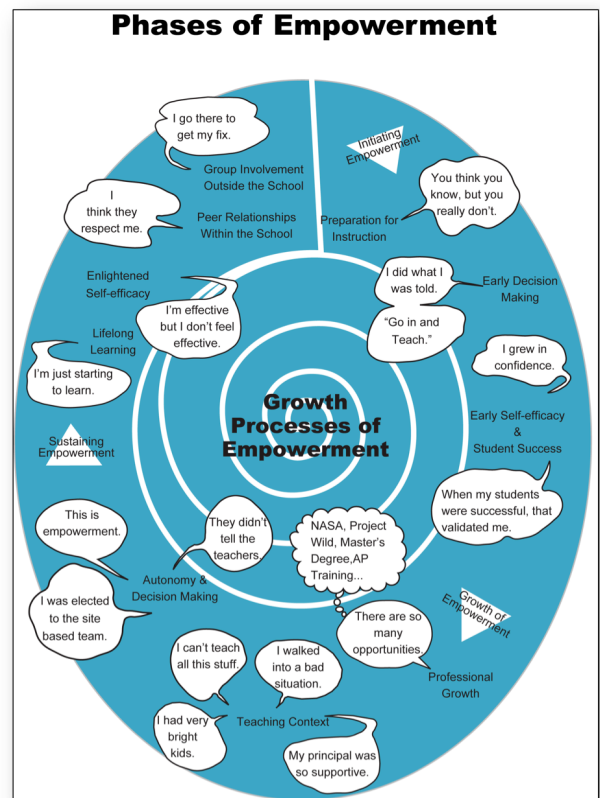 Phases of Empowerment
I go there to
get my fix.
Group Involvement
Outside the School
Initiating
Empowerment
You think you
know, but you
really don't.
I
think they
respect me.
Peer Relationships
Within the School
Preparation for
Instruction
Enlightened
Self-efficacy
I did what I
was told.
Early Decision
Making
I'm effective
but I don't feel
effective.
"Go in and
Teach."
Lifelong
Learning
I'm just starting
to learn.
I grew in
confidence.
Growth
Processes of
Empowerment
Early Self-efficacy
&
Student Success
Sustaining
Empowerment
When my students
were successful, that
validated me.
This is
empowerment.
They didn't
tell the
teachers.
NASA, Project
Wild, Master's
Degree,AP
Training...
Autonomy &
Decision Making
I was elected
to the site
based team.
Growth of
Empowerment
There are so
many
opportunities.
I can't teach
all this stuff.
I walked
into a bad
situation.
Professional
Growth
I had very
bright
kids.
Teaching Context
My principal was
so supportive.